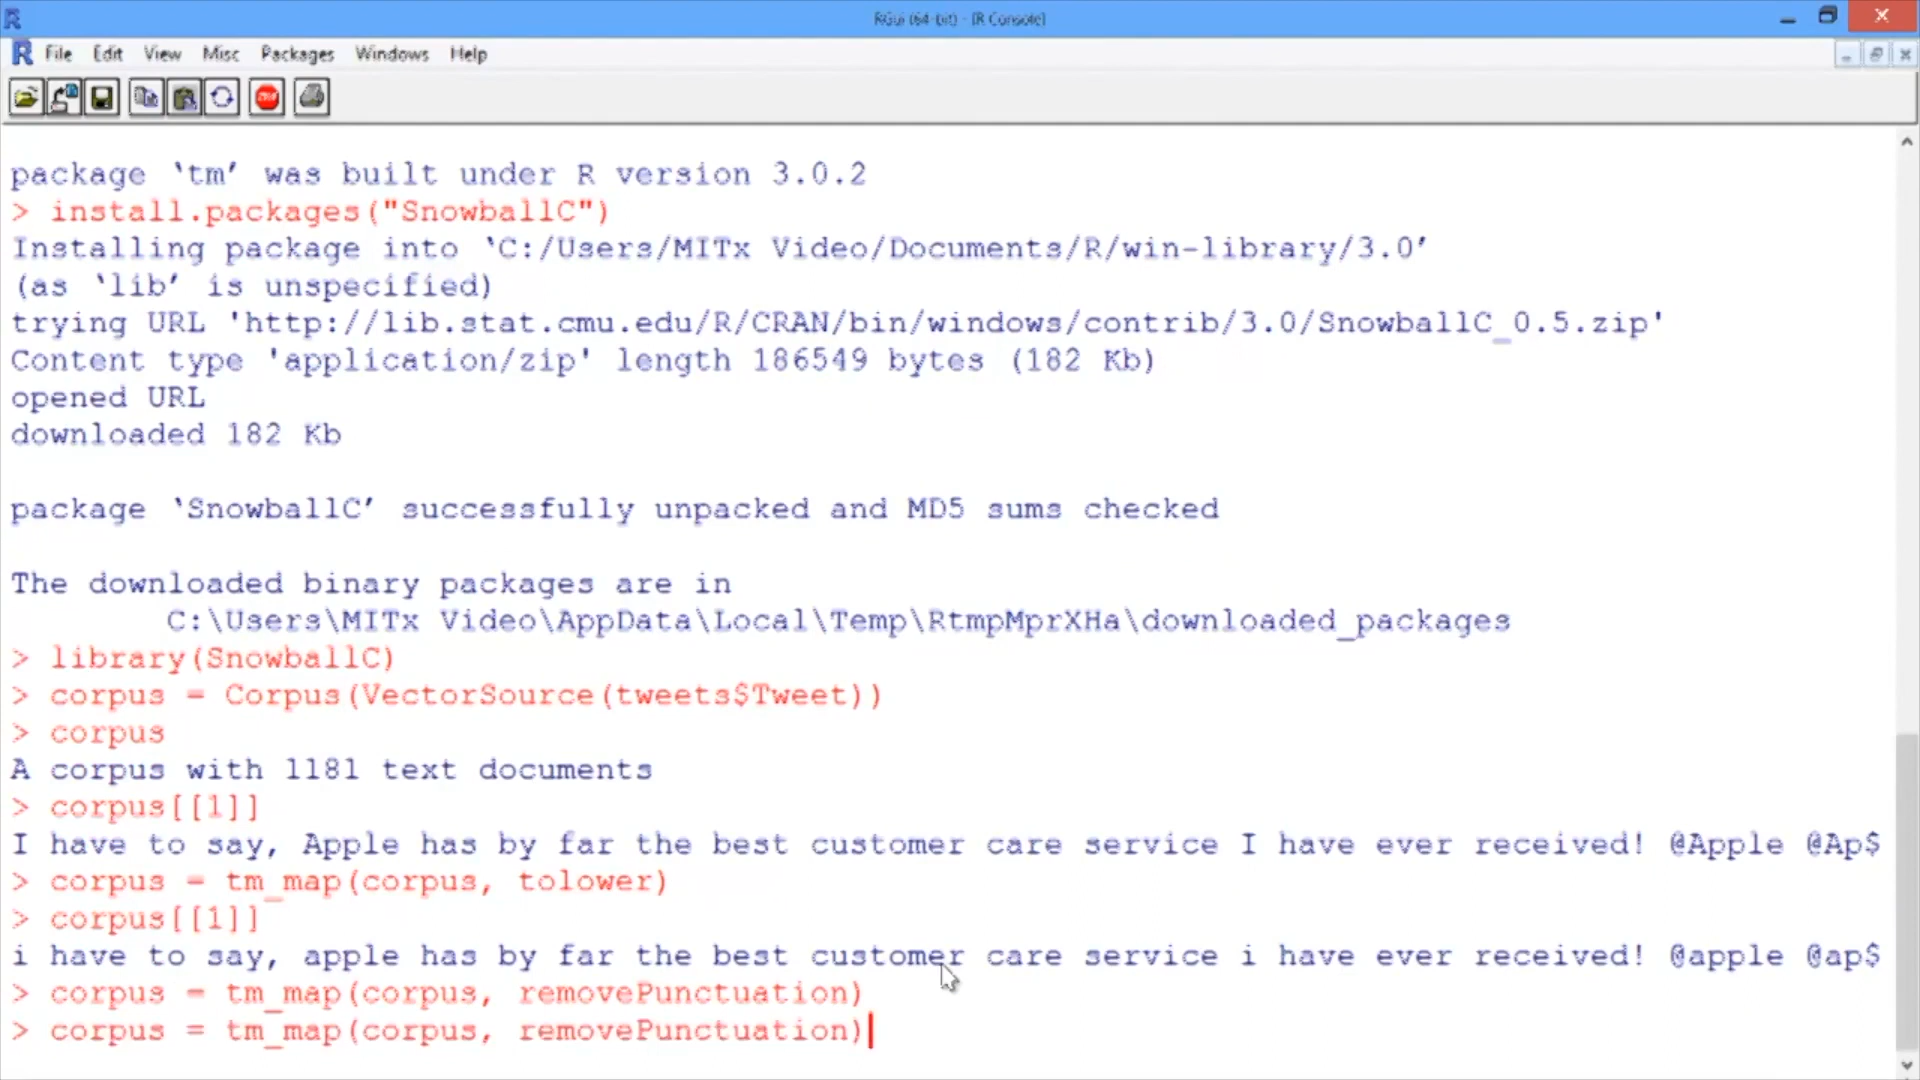 RGui (64-bit) - [R Console]
File Edit View Misc Packages Windows Help
STOP
package ‘tm’ was built under R version 3.0.2
> install.packages("SnowballC")
Installing package into ‘C:/Users/MITx Video/Documents/R/win-library/3.0’
(as ‘lib’ is unspecified)
trying URL 'http://lib.stat.cmu.edu/R/CRAN/bin/windows/contrib/3.0/SnowballC_0.5.zip'
Content type 'application/zip' length 186549 bytes (182 Kb)
opened URL
downloaded 182 Kb
package ‘SnowballC’ successfully unpacked and MD5 sums checked
The downloaded binary packages are in
C:\Users\MITx Video\AppData\Local\Temp\RtmpMprXHa\downloaded_packages
> library(SnowballC)
> corpus = Corpus(VectorSource(tweets$Tweet))
> corpus
A corpus with 1181 text documents
> corpus[[1]]
I have to say, Apple has by far the best customer care service I have ever received! @Apple @Ap$
> corpus = tm_map(corpus, tolower)
> corpus[[1]]
i have to say, apple has by far the best customer care service i have ever received! @apple @ap$
> corpus = tm_map(corpus, removePunctuation)
> corpus = tm_map(corpus, removePunctuation)